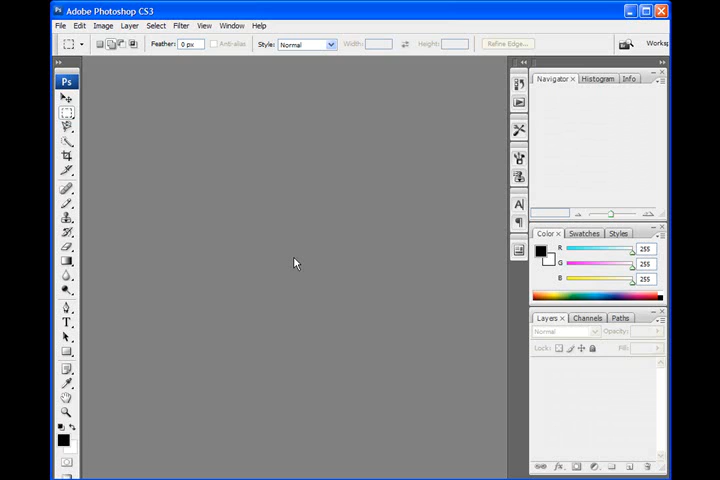 Adobe Photoshop CS3
File Edit Image Layer Select Filter View Window Help
Feather: 0 px Anti-alias Style: Normal Width: Height: Refine Edge... Worksp
Ps
Navigator x Histogram Info
Color x Swatches Styles
R 255
G 255
B 255
Layers x Channels Paths
Normal Opacity:
Lock: Fill:
A
T